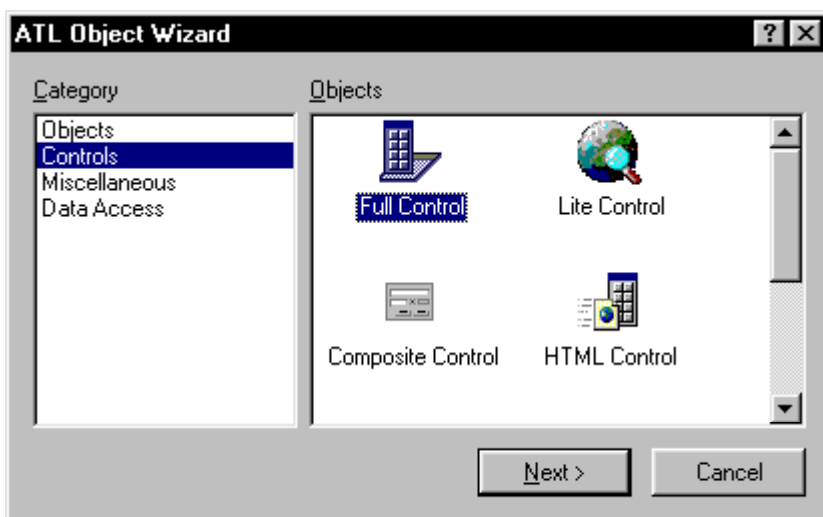 ATL Object Wizard
Category
Objects
Controls
Miscellaneous
Data Access
Objects
Full Control
Lite Control
Composite Control
HTML Control
Next >
Cancel